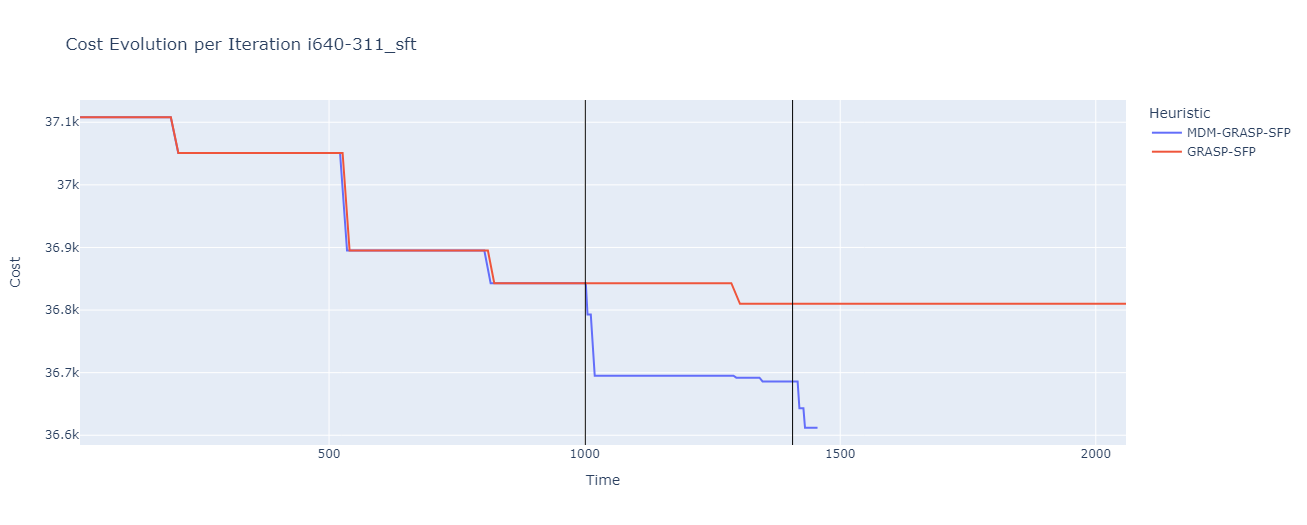 Cost Evolution per Iteration i640-311_sft
Heuristic
MDM-GRASP-SFP
GRASP-SFP
37.1k
37k
36.9k
36.8k
36.7k
36.6k
Cost
500
1000
1500
2000
Time